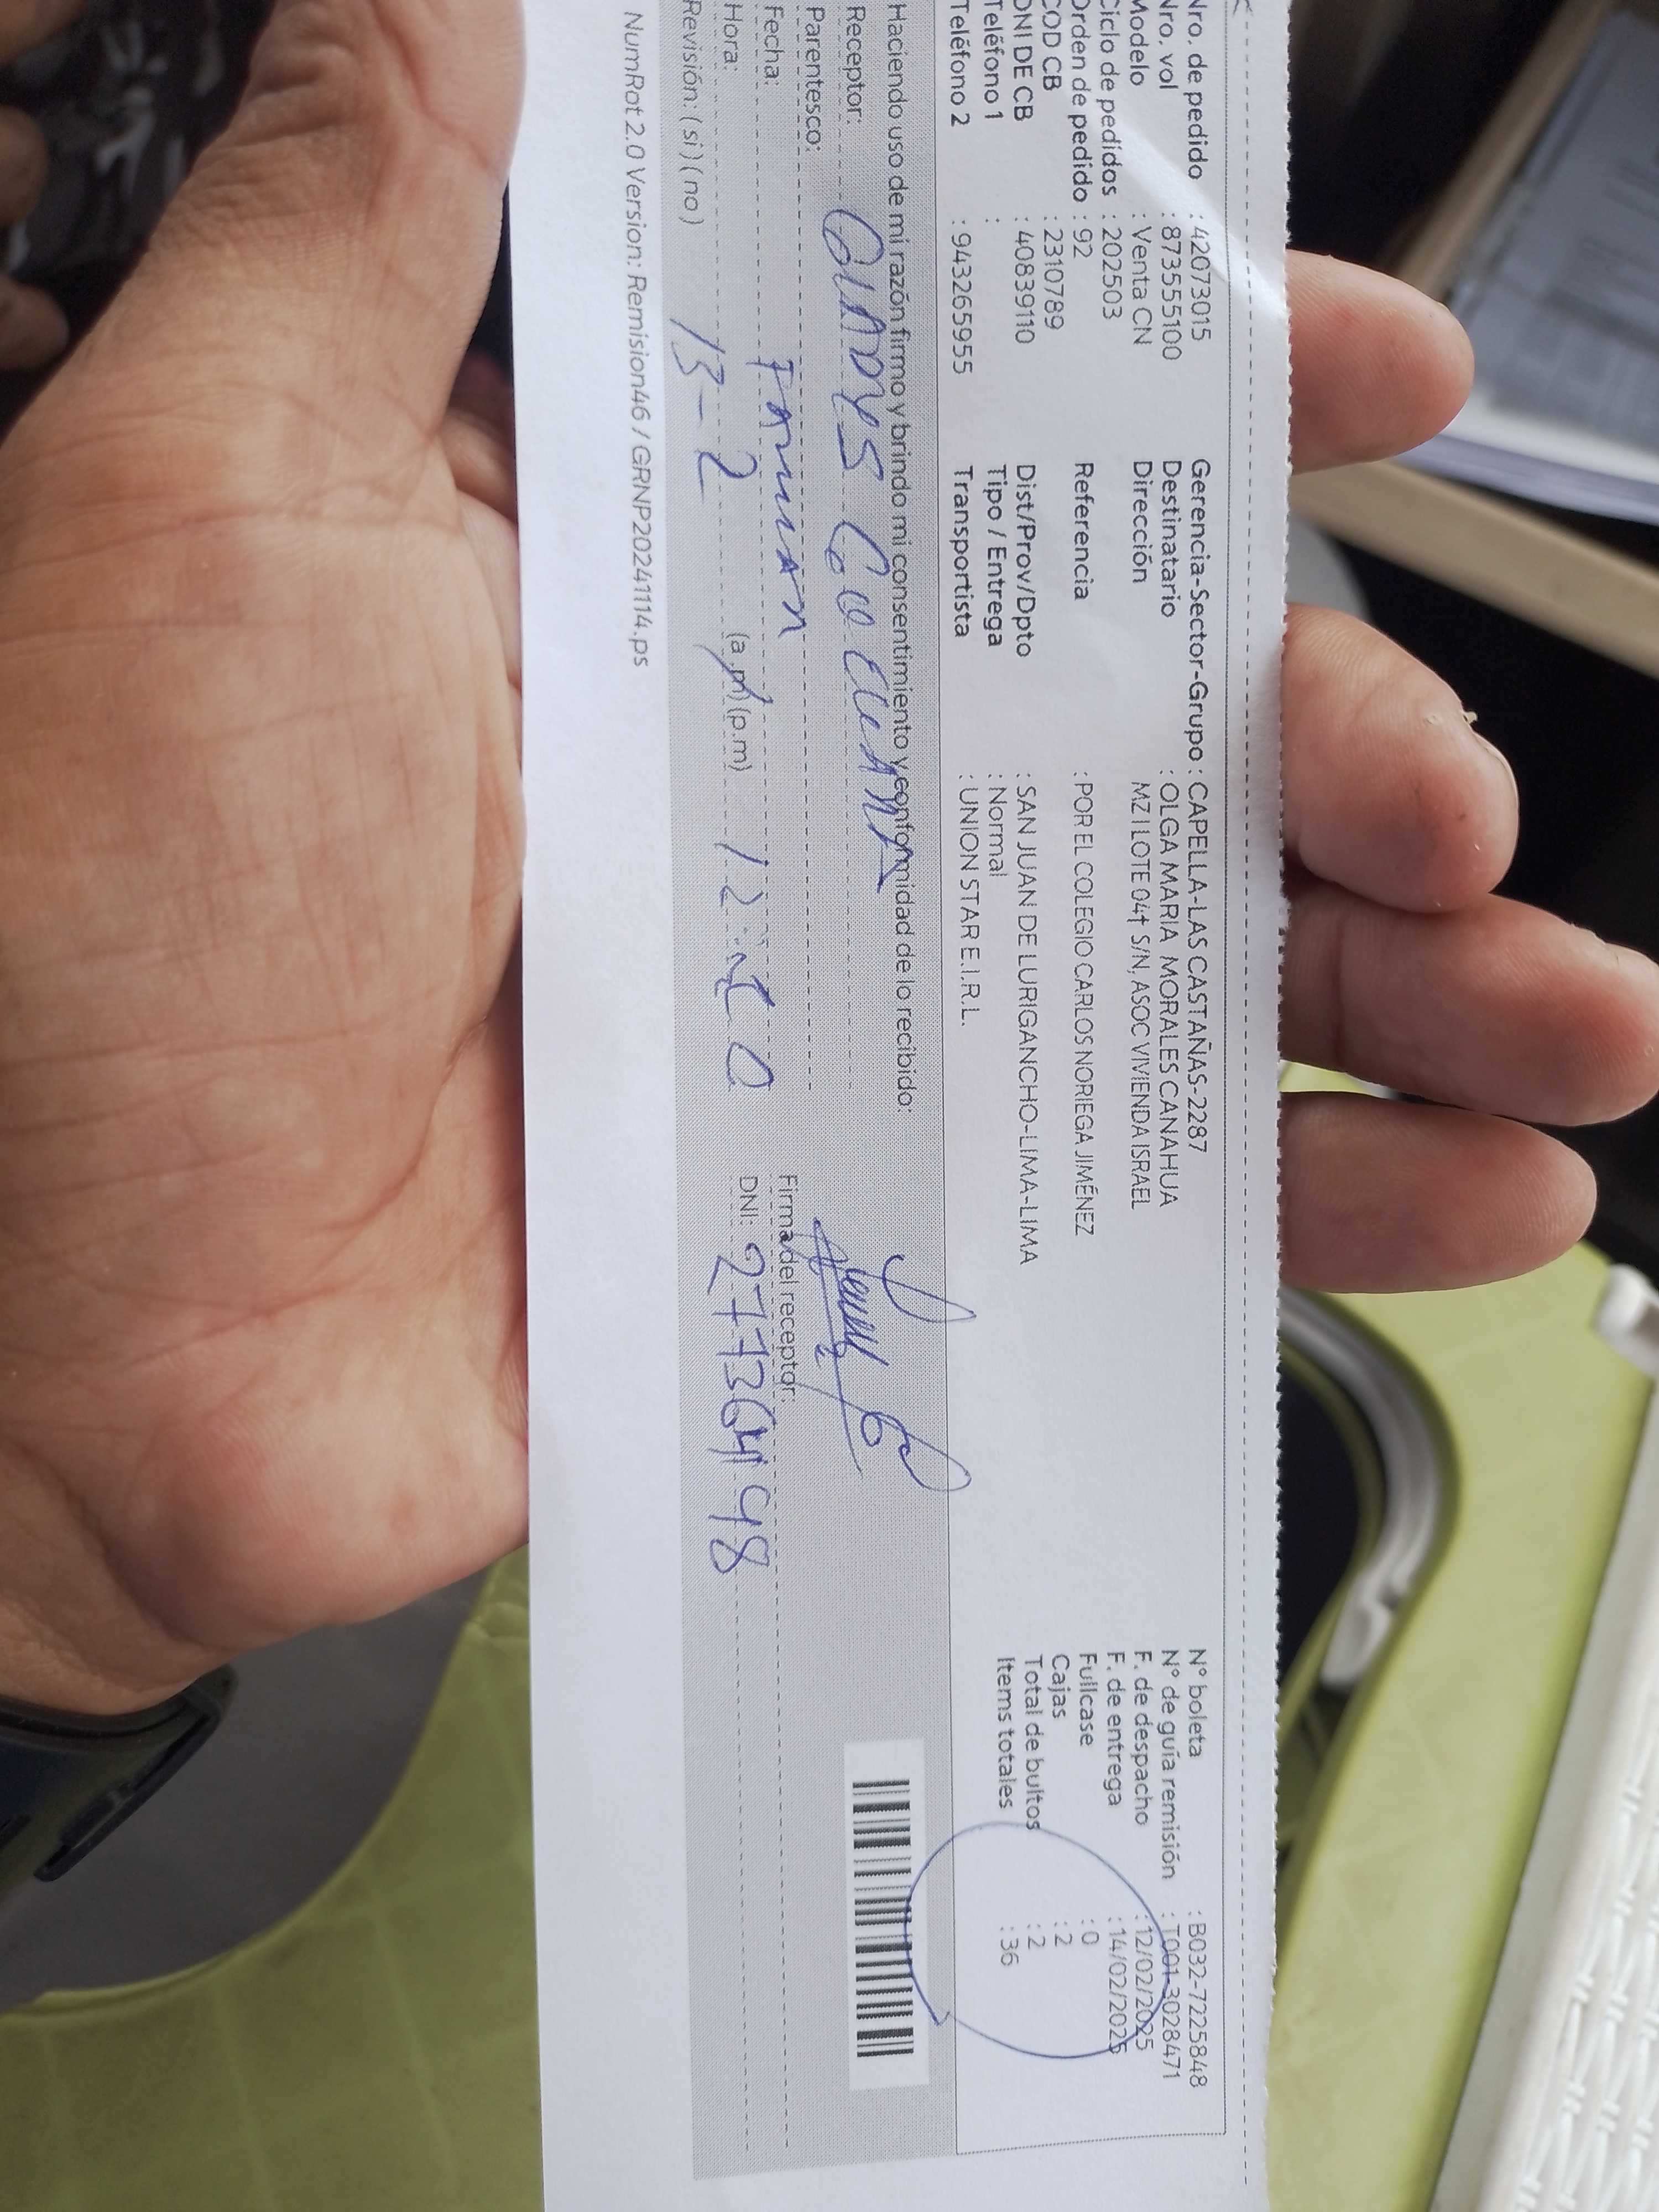 Nro. de pedido : 42073015
Nro. vol : 873555100
Modelo : Venta CN
Ciclo de pedidos : 202503
Orden de pedido : 92
COD CB : 2310789
DNI DE CB : 40839110
Teléfono 1 :
Teléfono 2 : 943265955
Gerencia-Sector-Grupo : CAPELLA-LAS CASTAÑAS-2287
Destinatario : OLGA MARIA MORALES CANAHUA
Dirección MZ I LOTE 04† S/N, ASOC VIVIENDA ISRAEL
Referencia : POR EL COLEGIO CARLOS NORIEGA JIMÉNEZ
Dist/Prov/Dpto : SAN JUAN DE LURIGANCHO-LIMA-LIMA
Tipo / Entrega : Normal
Transportista : UNION STAR E.I.R.L.
N° boleta : B032-7225848
N° de guía remisión : T001-3028471
F. de despacho : 12/02/2025
F. de entrega : 14/02/2025
Fullcase : 0
Cajas : 2
Total de bultos : 2
Items totales : 36
Haciendo uso de mi razón firmo y brindo mi consentimiento y conformidad de lo recibido:
Receptor:
Parentesco:
Fecha:
Hora: 13-2 (a.m) (p.m)
Revisión: ( si ) ( no )
Firma del receptor:
DNI:
NumRot 2.0 Version: Remision46 / GRNP20241114.ps